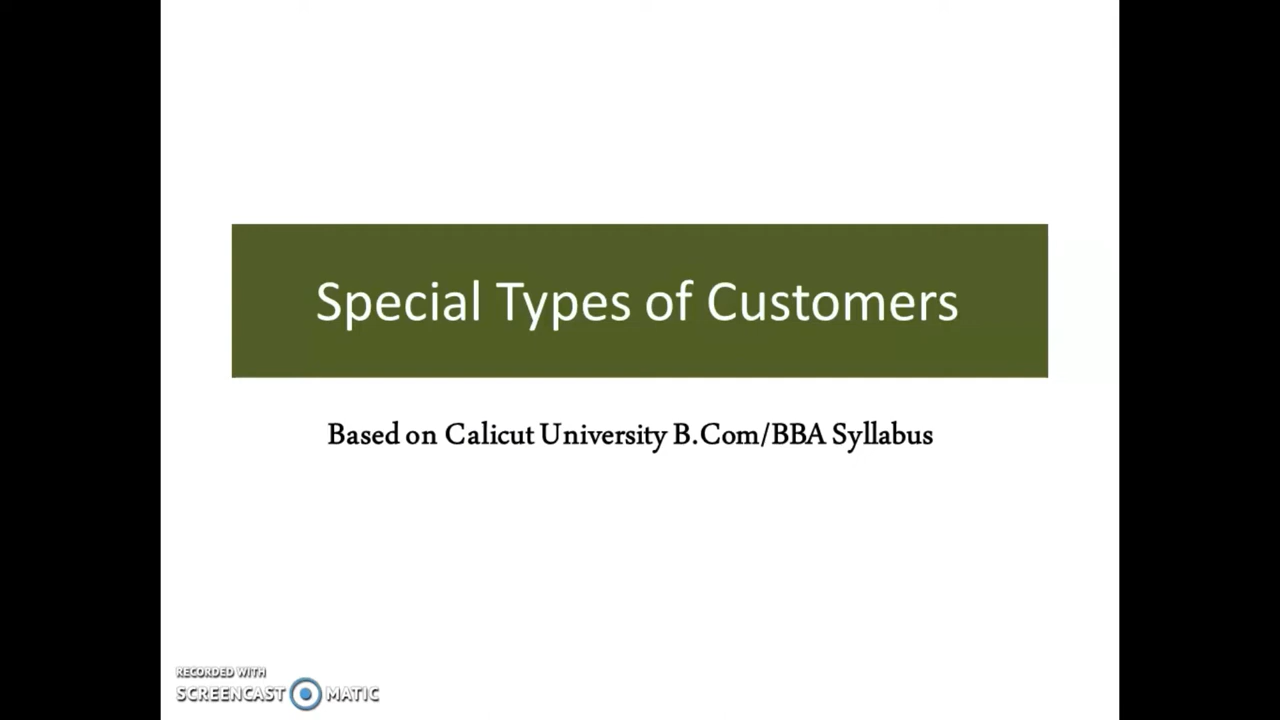 Special Types of Customers
Based on Calicut University B.Com/BBA Syllabus
RECORDED WITH
SCREENCAST MATIC